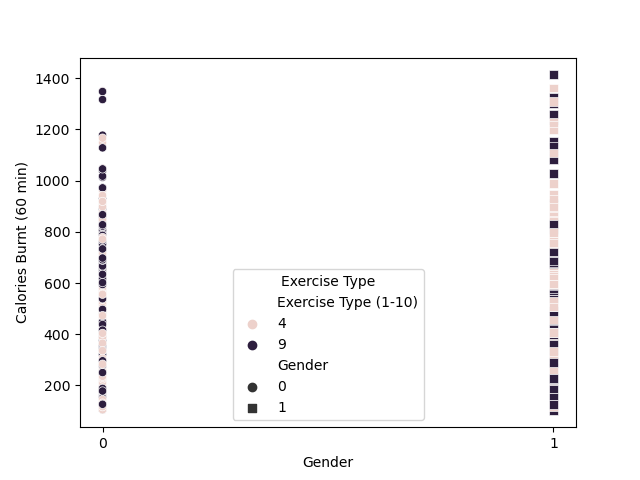 1400
1200
1000
800
600
400
200
Calories Burnt (60 min)
Exercise Type
Exercise Type (1-10)
4
9
Gender
0
1
0
1
Gender